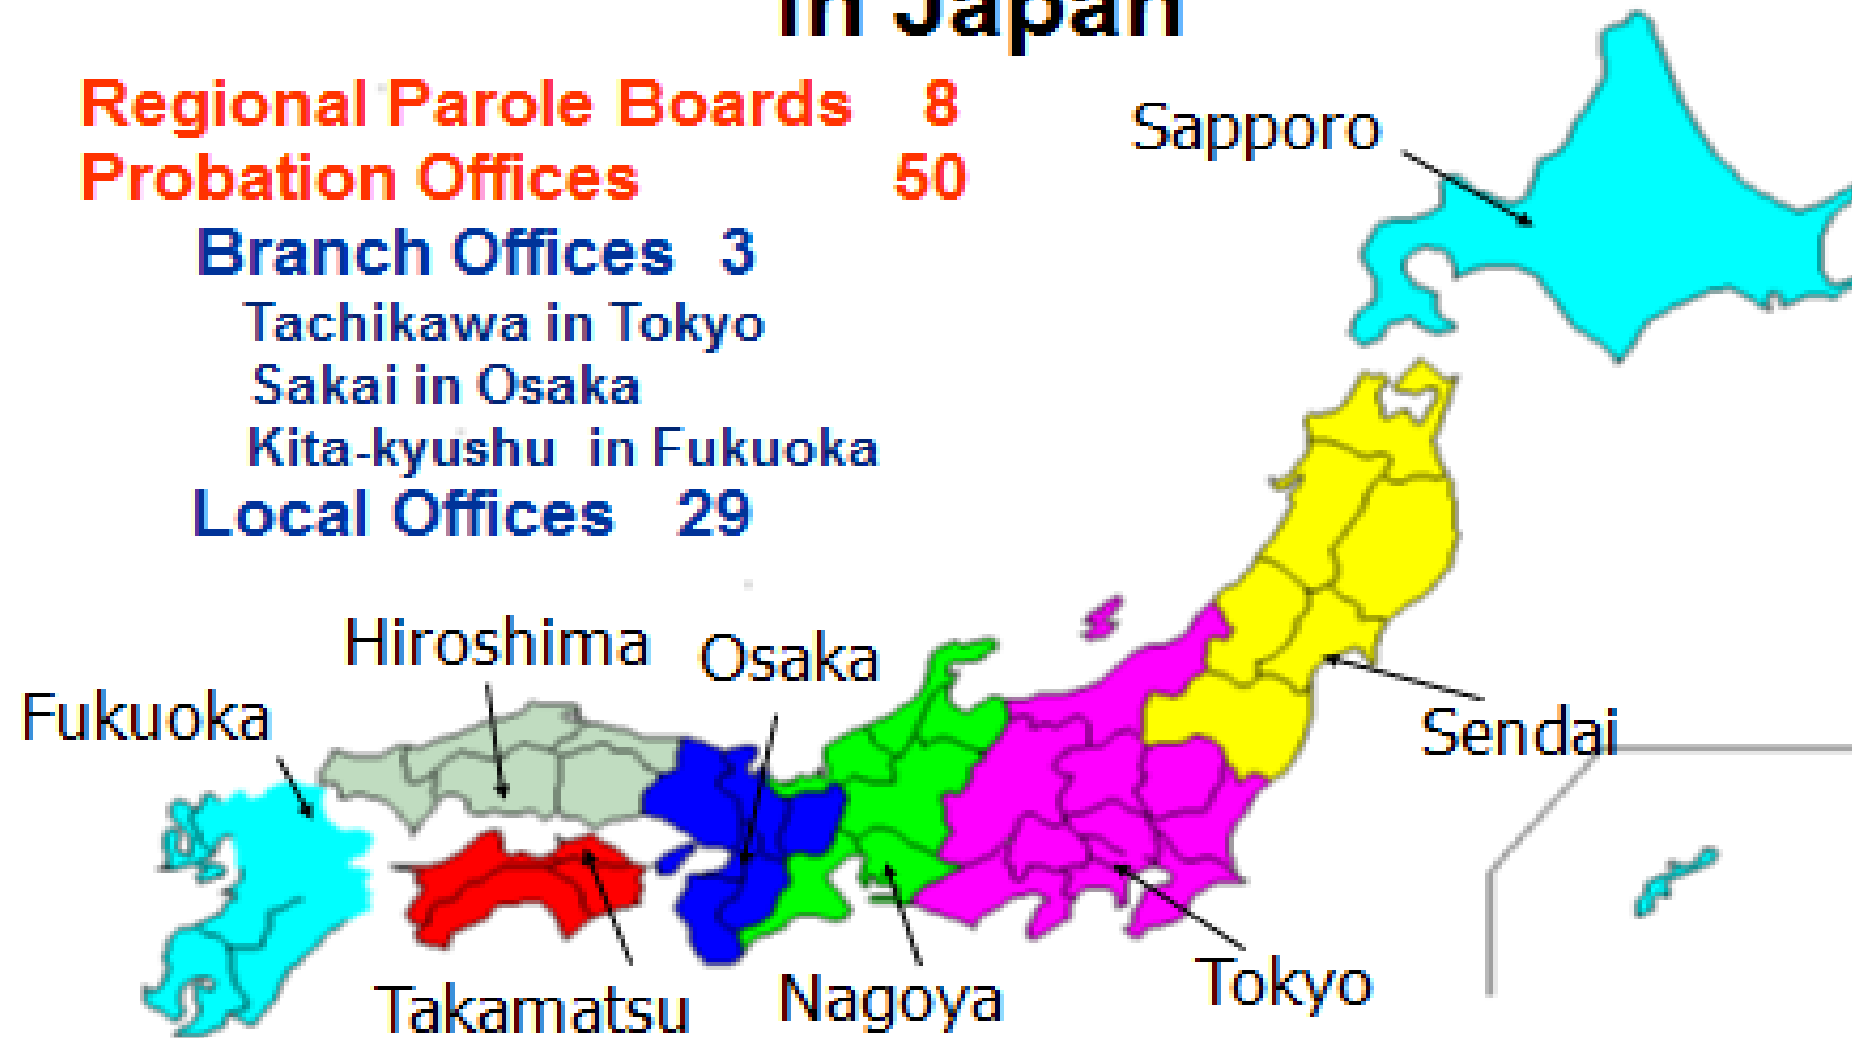 in Japan
Regional Parole Boards 8
Probation Offices 50
Branch Offices 3
Tachikawa in Tokyo
Sakai in Osaka
Kita-kyushu in Fukuoka
Local Offices 29
Sapporo
Hiroshima
Osaka
Fukuoka
Sendai
Takamatsu
Nagoya
Tokyo